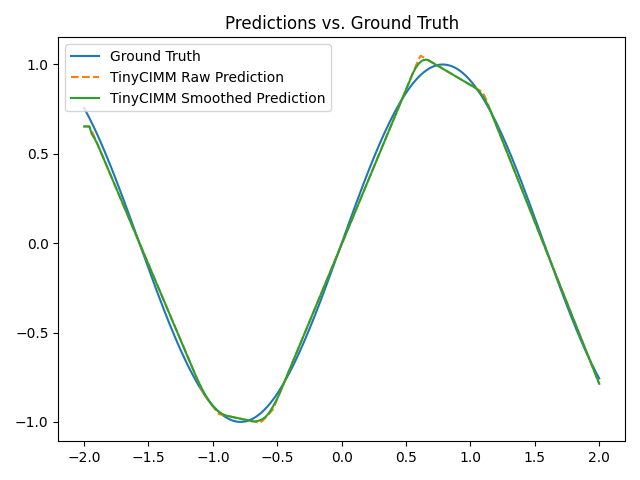 Predictions vs. Ground Truth
Ground Truth
TinyCIMM Raw Prediction
TinyCIMM Smoothed Prediction
1.0
0.5
0.0
−0.5
−1.0
−2.0 −1.5 −1.0 −0.5 0.0 0.5 1.0 1.5 2.0